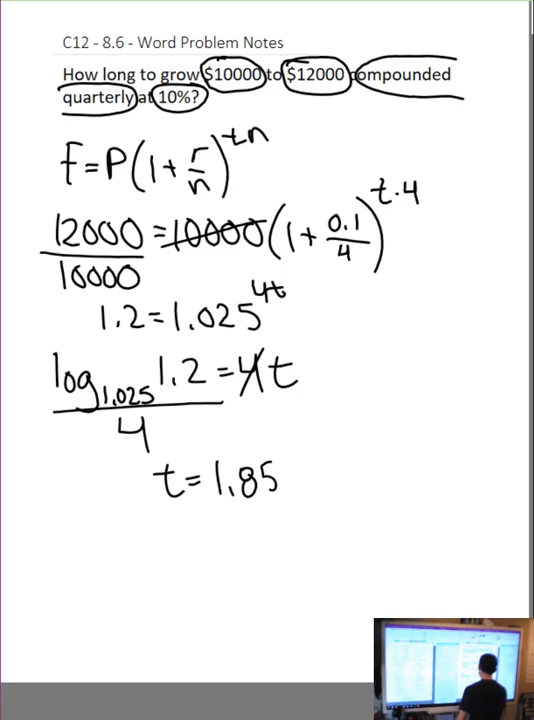 C12 - 8.6 - Word Problem Notes
How long to grow $10000 to $12000 compounded
quarterly at 10%?
F=P(1+r/n)^tn
12000/10000=10000(1+0.1/4)^t·4
1.2=1.025^4t
log_1.025 1.2/4=4t
t=1.85